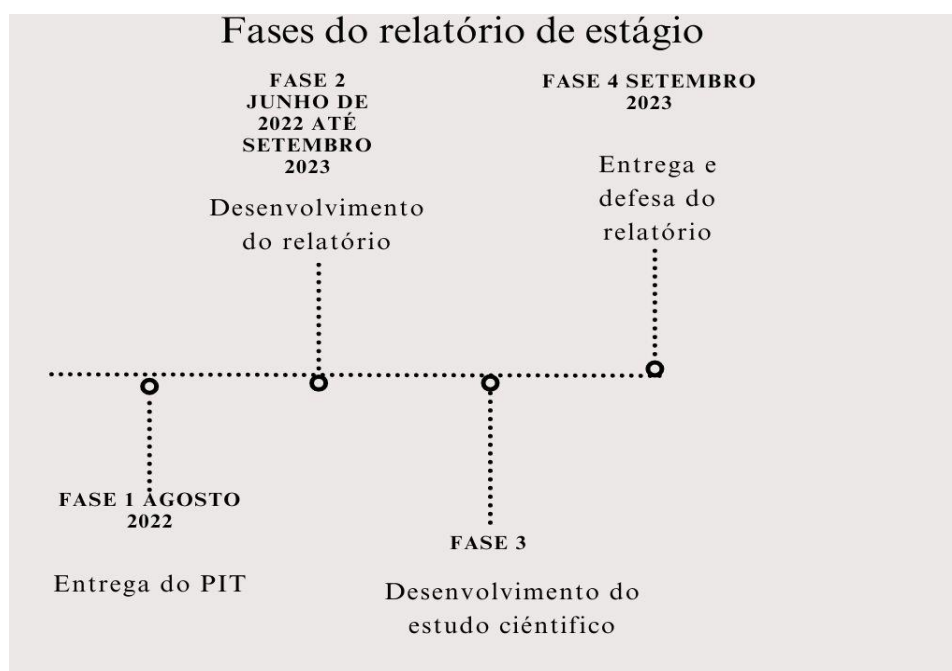 Fases do relatório de estágio
FASE 2
JUNHO DE
2022 ATÉ
SETEMBRO
2023
Desenvolvimento
do relatório
FASE 4 SETEMBRO
2023
Entrega e
defesa do
relatório
FASE 1 AGOSTO
2022
Entrega do PIT
FASE 3
Desenvolvimento do
estudo ciéntifico